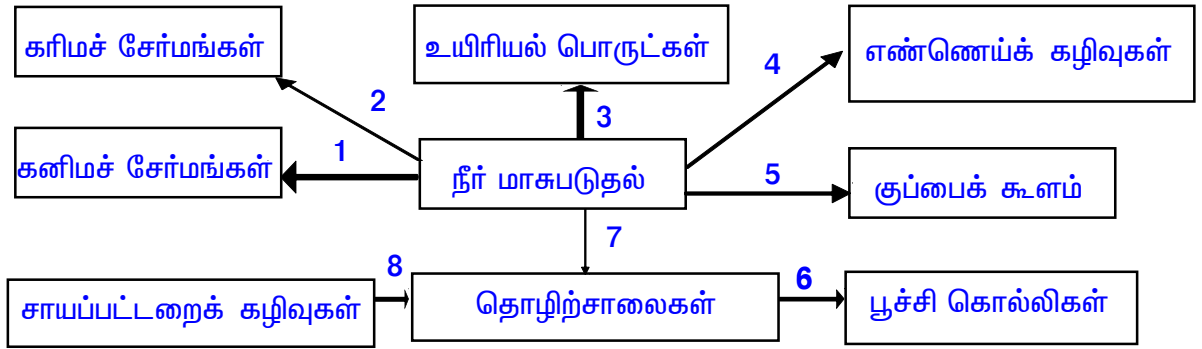 கரிமச் சேர்மங்கள்
உயிரியல் பொருட்கள்
எண்ணெய்க் கழிவுகள்
2
3
4
கனிமச் சேர்மங்கள்
1
நீர் மாசுபடுதல்
5
குப்பைக் கூளம்
7
சாயப்பட்டறைக் கழிவுகள்
8
தொழிற்சாலைகள்
6
பூச்சி கொல்லிகள்